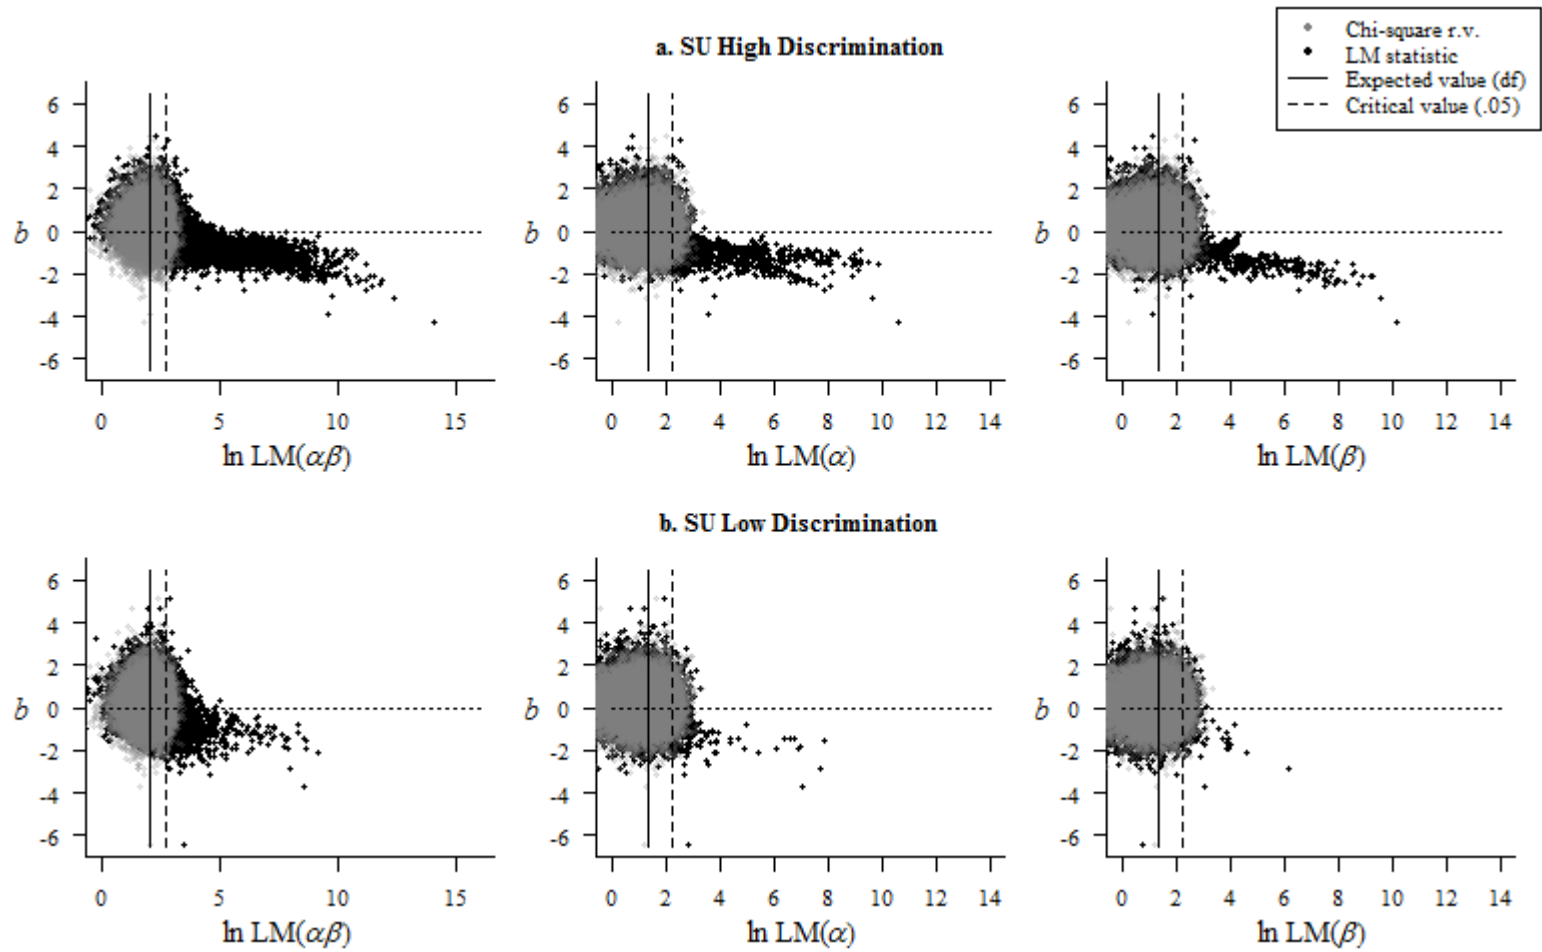 Chi-square r.v.
LM statistic
Expected value (df)
Critical value (.05)
a. SU High Discrimination
6
4
2
b 0
-2
-4
-6
0 5 10 15
ln LM(αβ)
6
4
2
b 0
-2
-4
-6
0 2 4 6 8 10 12 14
ln LM(α)
6
4
2
b 0
-2
-4
-6
0 2 4 6 8 10 12 14
ln LM(β)
b. SU Low Discrimination
6
4
2
b 0
-2
-4
-6
0 5 10 15
ln LM(αβ)
6
4
2
b 0
-2
-4
-6
0 2 4 6 8 10 12 14
ln LM(α)
6
4
2
b 0
-2
-4
-6
0 2 4 6 8 10 12 14
ln LM(β)